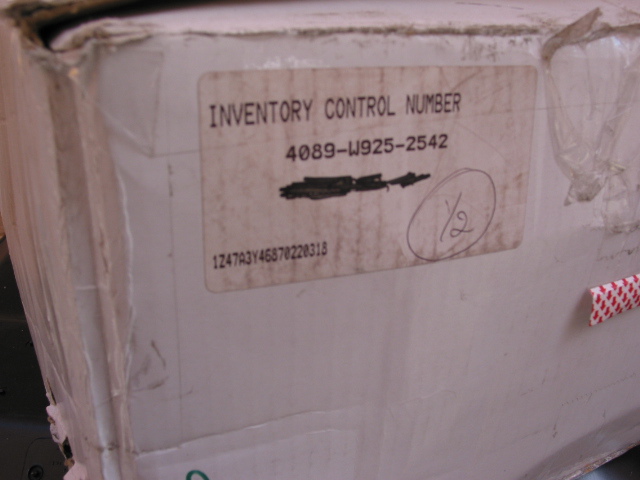 INVENTORY CONTROL NUMBER
4089-W925-2542
1/2
1Z47A3Y46870220318